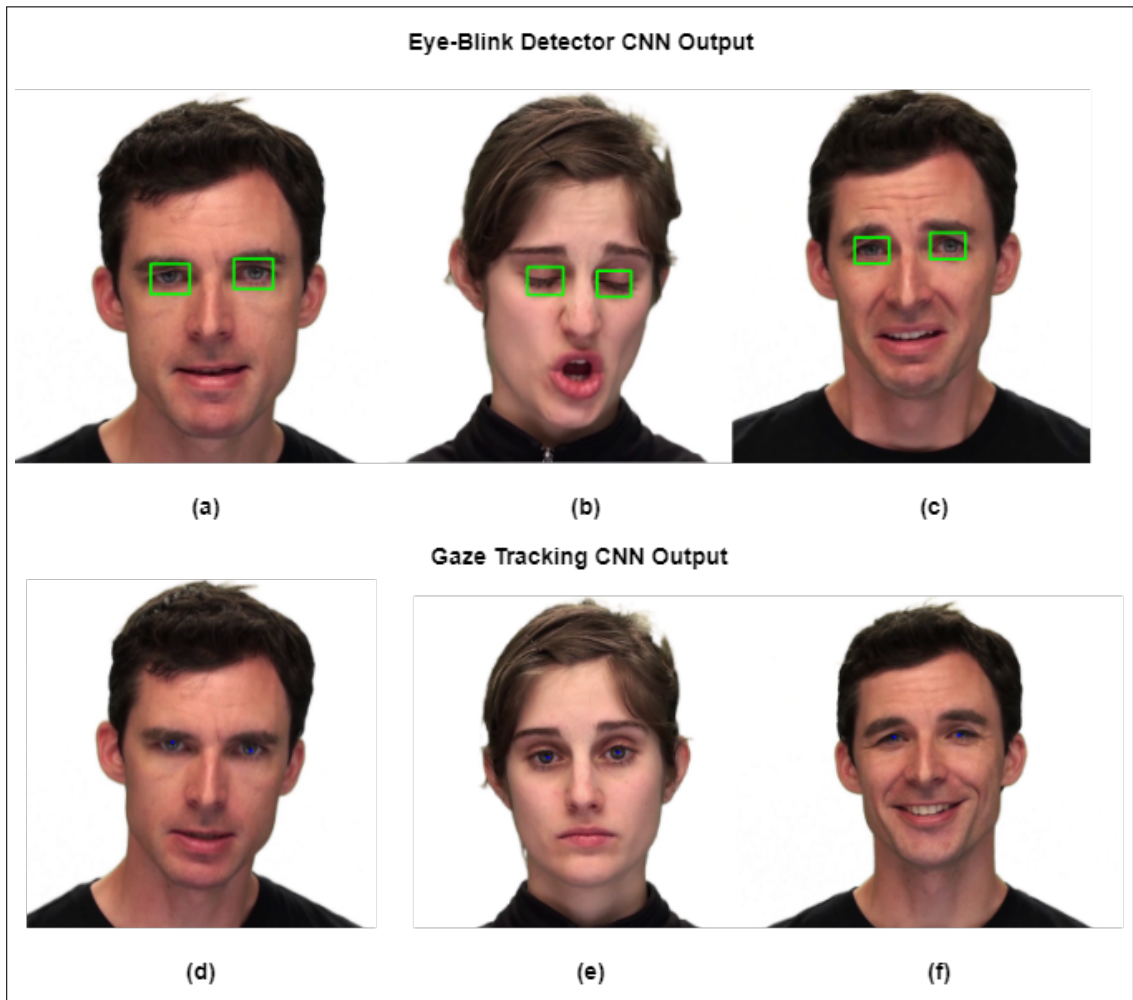 Eye-Blink Detector CNN Output
(a) (b) (c)
Gaze Tracking CNN Output
(d) (e) (f)